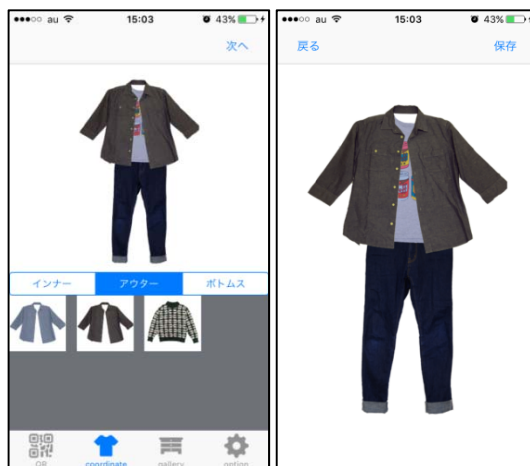 au 15:03 43%
次へ
インナー アウター ボトムス
QR coordinate gallery option
au 15:03 43%
戻る 保存